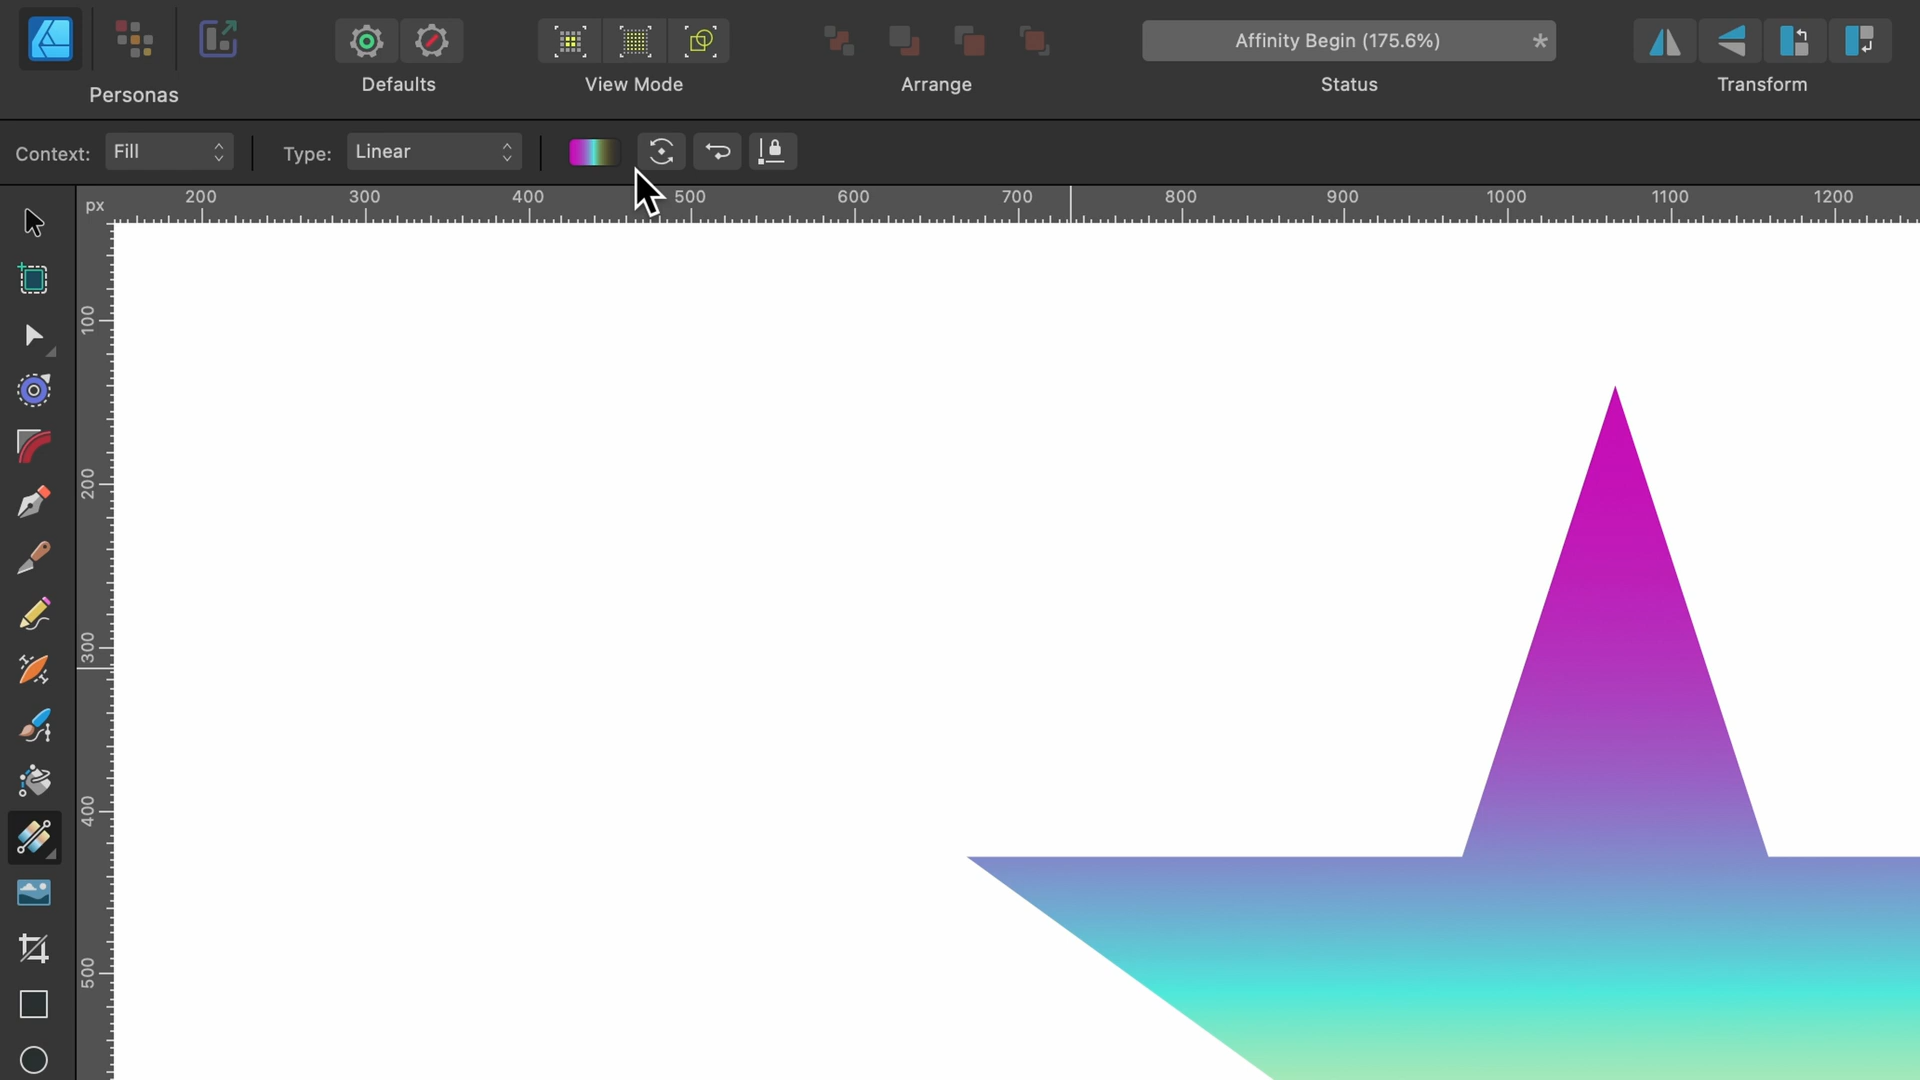 Affinity Begin (175.6%) *
Personas
Defaults
View Mode
Arrange
Status
Transform
Context: Fill
Type: Linear
px
200 300 400 500 600 700 800 900 1000 1100 1200
100
200
300
400
500